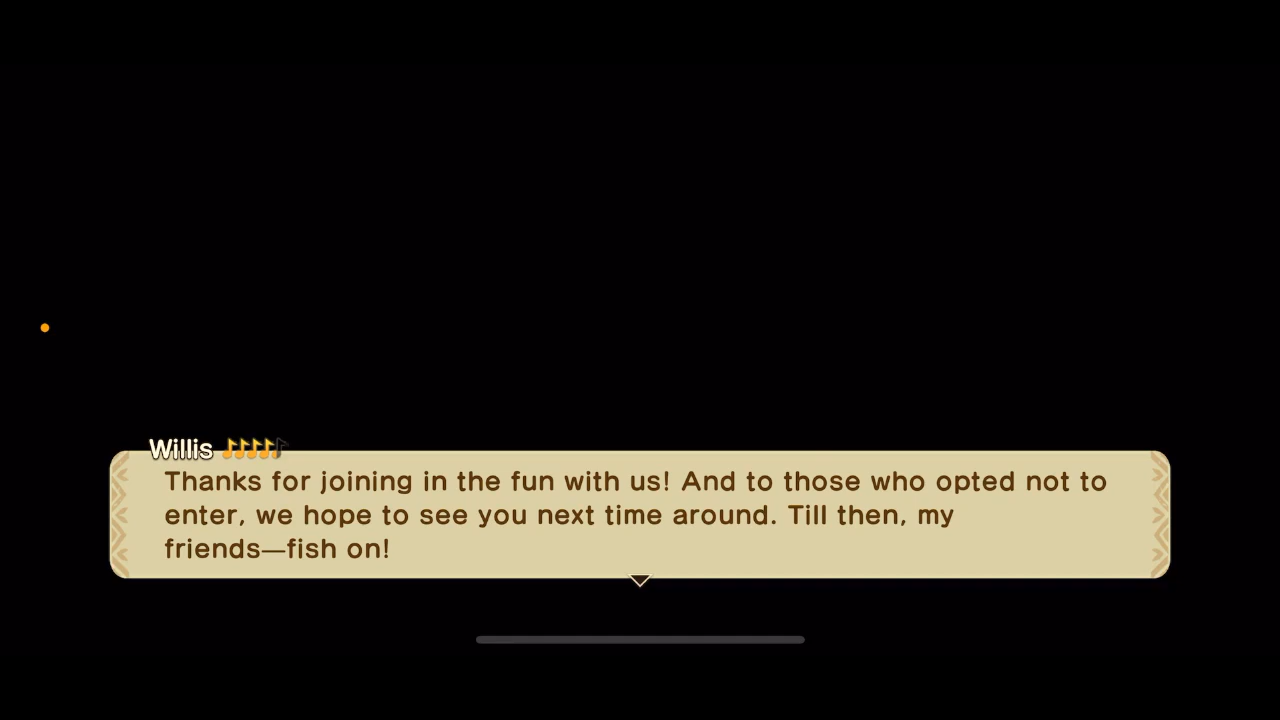 Willis
Thanks for joining in the fun with us! And to those who opted not to
enter, we hope to see you next time around. Till then, my
friends—fish on!